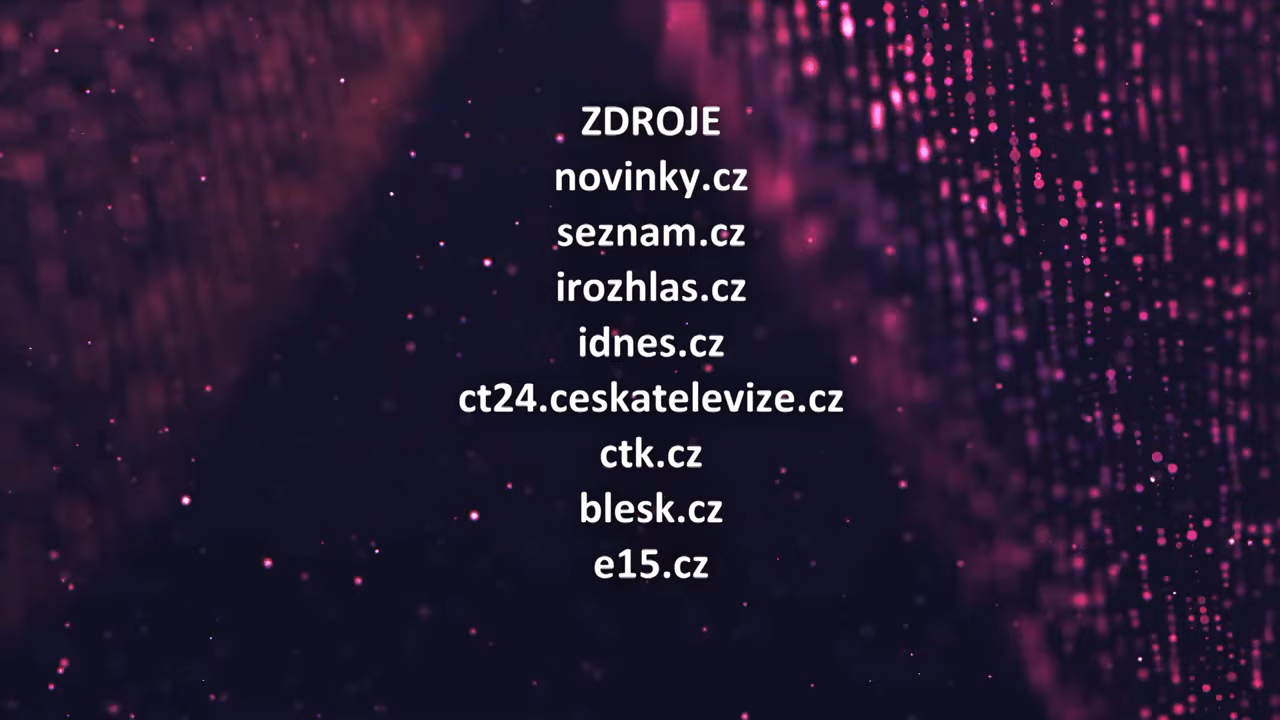 ZDROJE
novinky.cz
seznam.cz
irozhlas.cz
idnes.cz
ct24.ceskatelevize.cz
ctk.cz
blesk.cz
e15.cz